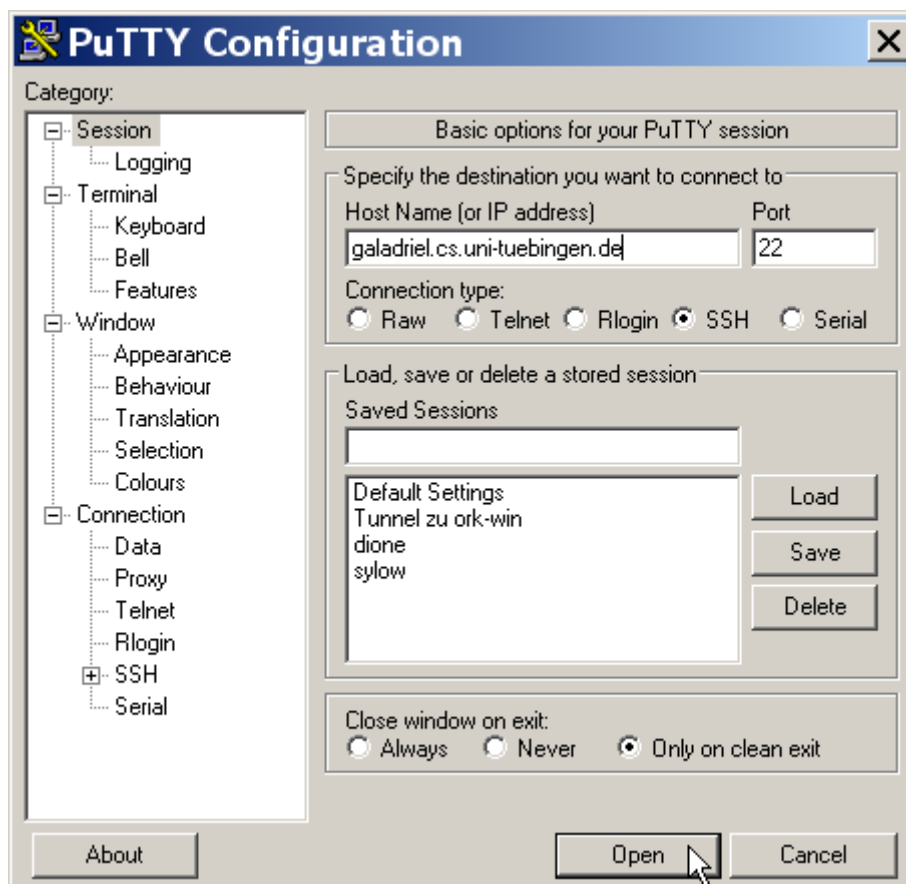 PuTTY Configuration
Category:
Session
Logging
Terminal
Keyboard
Bell
Features
Window
Appearance
Behaviour
Translation
Selection
Colours
Connection
Data
Proxy
Telnet
Rlogin
SSH
Serial
Basic options for your PuTTY session
Specify the destination you want to connect to
Host Name (or IP address) Port
galadriel.cs.uni-tuebingen.de 22
Connection type:
Raw Telnet Rlogin SSH Serial
Load, save or delete a stored session
Saved Sessions
Default Settings
Tunnel zu ork-win
dione
sylow
Load
Save
Delete
Close window on exit:
Always Never Only on clean exit
About Open Cancel